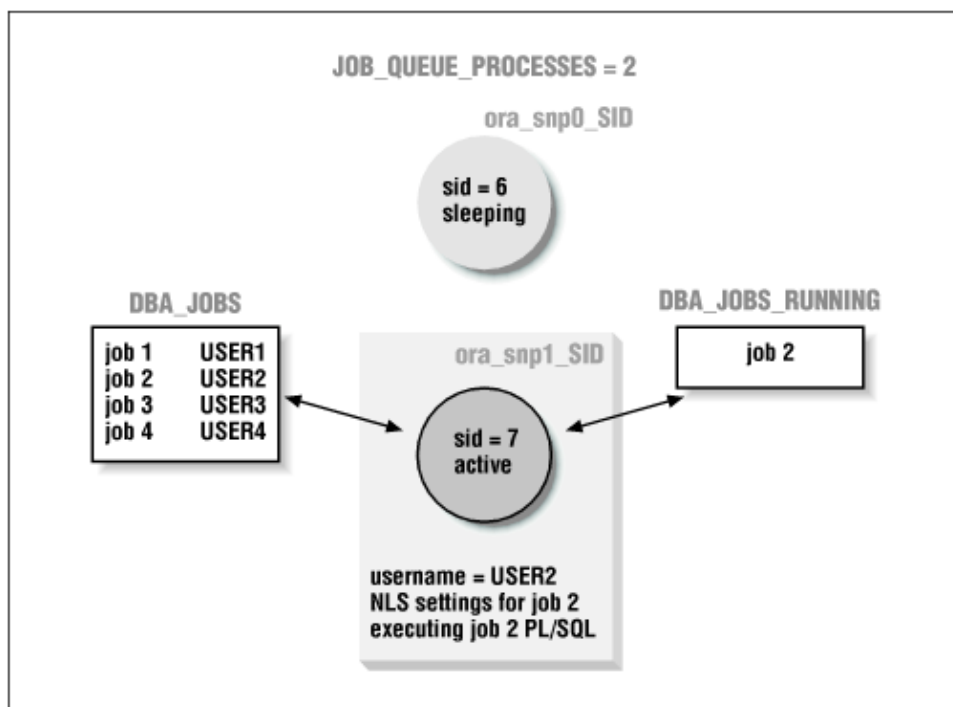 JOB_QUEUE_PROCESSES = 2
ora_snp0_SID
sid = 6
sleeping
DBA_JOBS
job 1 USER1
job 2 USER2
job 3 USER3
job 4 USER4
DBA_JOBS_RUNNING
job 2
ora_snp1_SID
sid = 7
active
username = USER2
NLS settings for job 2
executing job 2 PL/SQL